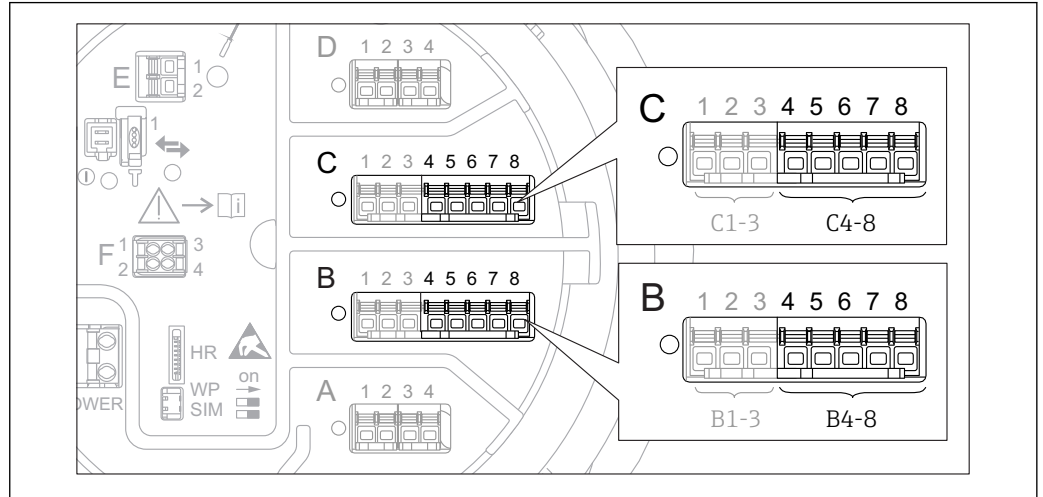 D 1 2 3 4
E 1
2
1
C 1 2 3 4 5 6 7 8
i
F 1 3
2 4
B 1 2 3 4 5 6 7 8
HR
WP
SIM
on
A 1 2 3 4
C 1 2 3 4 5 6 7 8
C1-3 C4-8
B 1 2 3 4 5 6 7 8
B1-3 B4-8